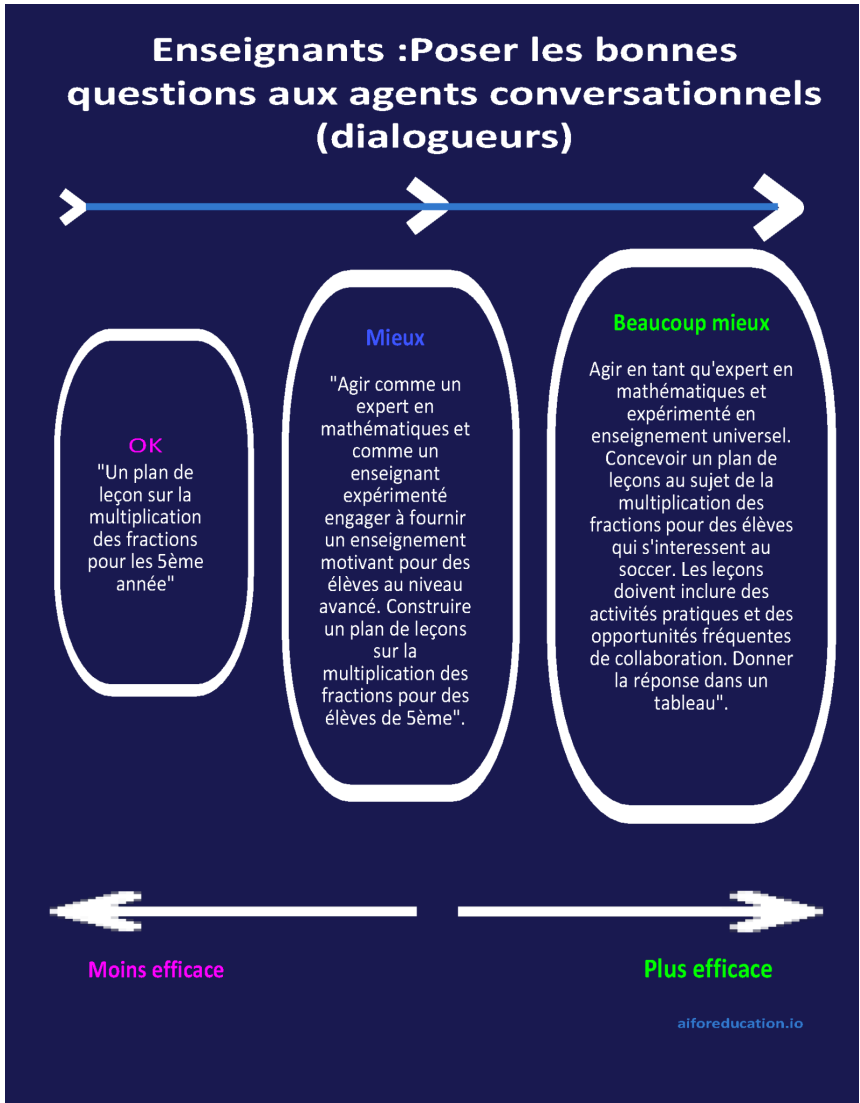 Enseignants :Poser les bonnes
questions aux agents conversationnels
(dialogueurs)
OK
"Un plan de
leçon sur la
multiplication
des fractions
pour les 5ème
année"
Mieux
"Agir comme un
expert en
mathématiques et
comme un
enseignant
expérimenté
engager à fournir
un enseignement
motivant pour des
élèves au niveau
avancé. Construire
un plan de leçons
sur la
multiplication des
fractions pour des
élèves de 5ème".
Beaucoup mieux
Agir en tant qu'expert en
mathématiques et
expérimenté en
enseignement universel.
Concevoir un plan de
leçons au sujet de la
multiplication des
fractions pour des élèves
qui s'interessent au
soccer. Les leçons
doivent inclure des
activités pratiques et des
opportunités fréquentes
de collaboration. Donner
la réponse dans un
tableau".
Moins efficace
Plus efficace
aiforeducation.io